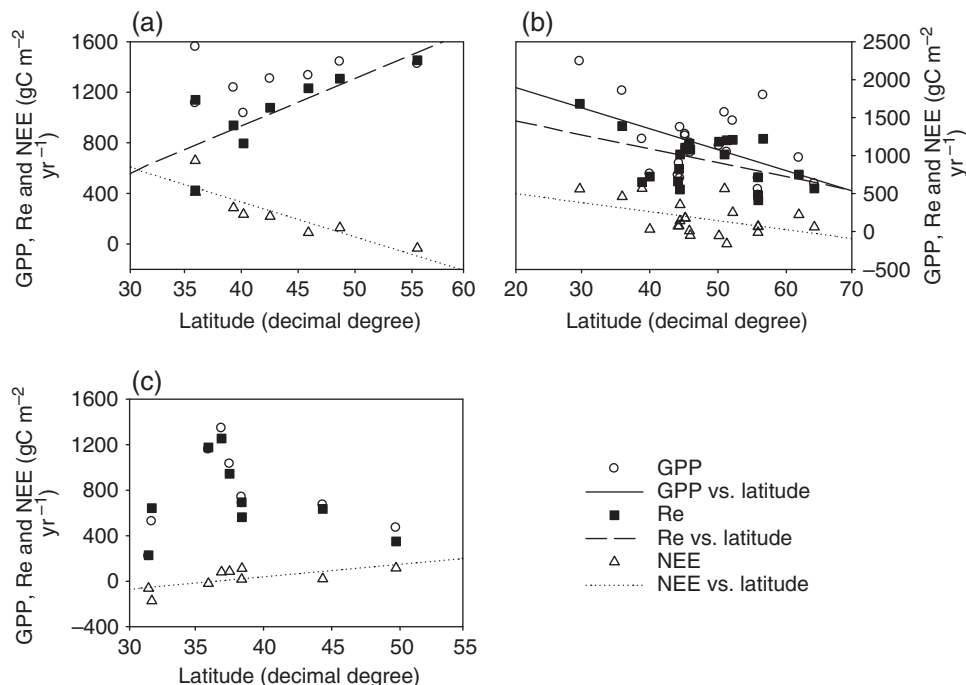 (a)
GPP, Re and NEE (gC m−2
yr−1)
1600
1200
800
400
0
30 35 40 45 50 55 60
Latitude (decimal degree)
(b)
2500
2000
1500
1000
500
0
−500
GPP, Re and NEE (gC m−2
yr−1)
20 30 40 50 60 70
Latitude (decimal degree)
(c)
GPP, Re and NEE (gC m−2
yr−1)
1600
1200
800
400
0
−400
30 35 40 45 50 55
Latitude (decimal degree)
GPP
GPP vs. latitude
Re
Re vs. latitude
NEE
NEE vs. latitude